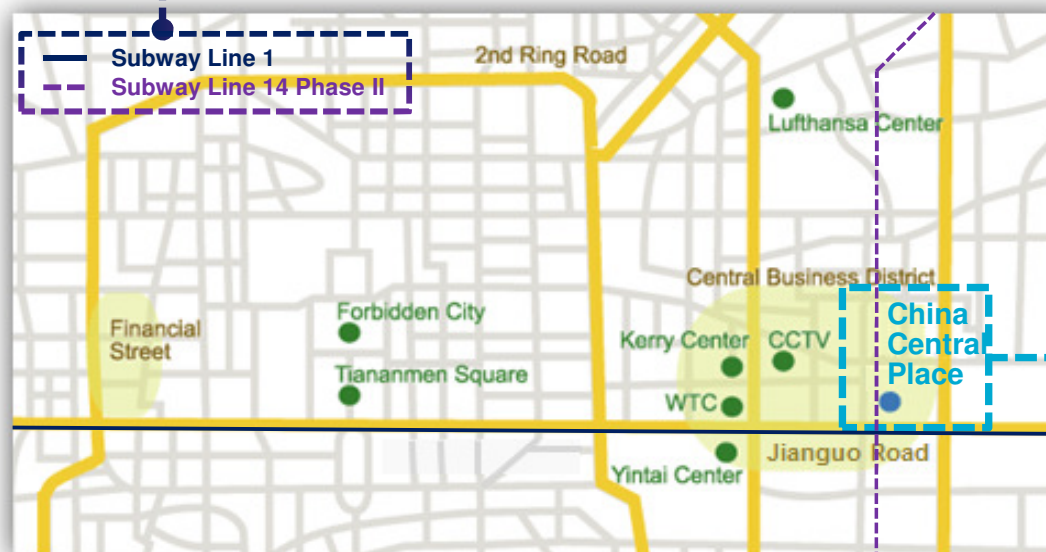 Subway Line 1
Subway Line 14 Phase II
2nd Ring Road
Lufthansa Center
Central Business District
China
Central
Place
Financial
Street
Forbidden City
Kerry Center
CCTV
Tiananmen Square
WTC
Jianguo Road
Yintai Center